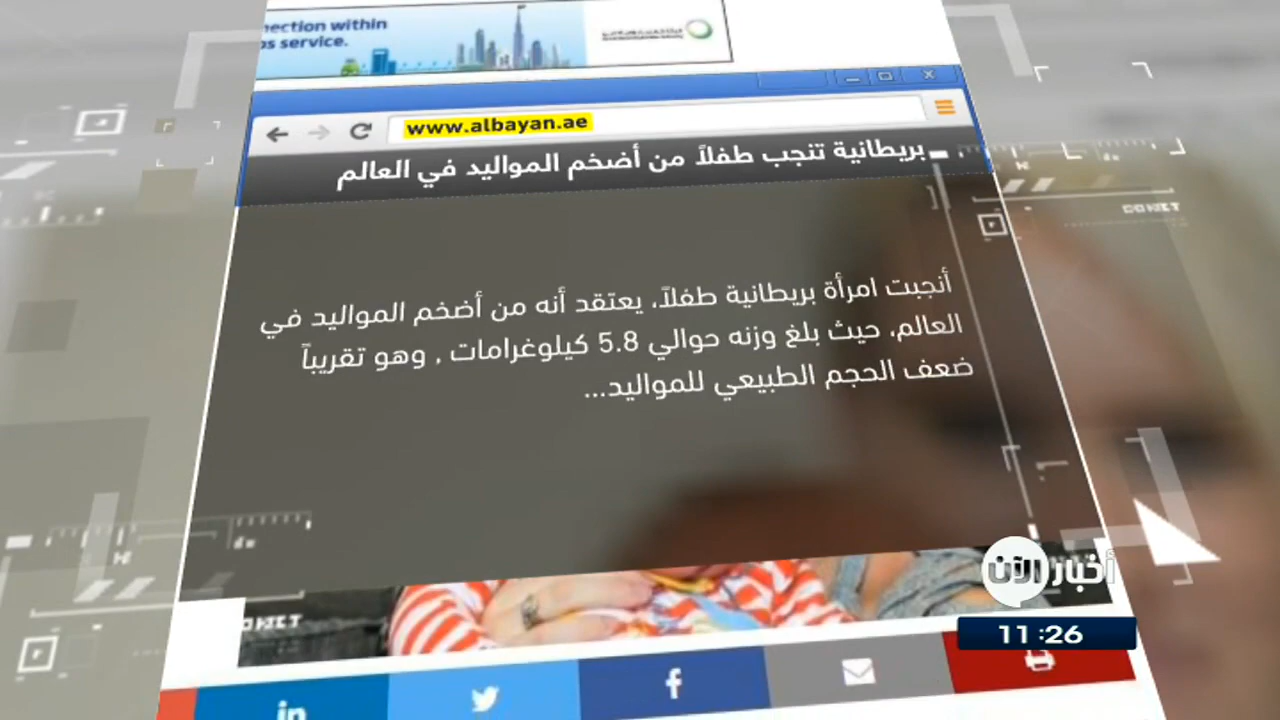 nection within
os service.
www.albayan.ae
بريطانية تنجب طفلاً من أضخم المواليد في العالم
أنجبت امرأة بريطانية طفلاً، يعتقد أنه من أضخم المواليد في
العالم، حيث بلغ وزنه حوالي 5.8 كيلوغرامات , وهو تقريباً
ضعف الحجم الطبيعي للمواليد...
أخبار الآن
11:26